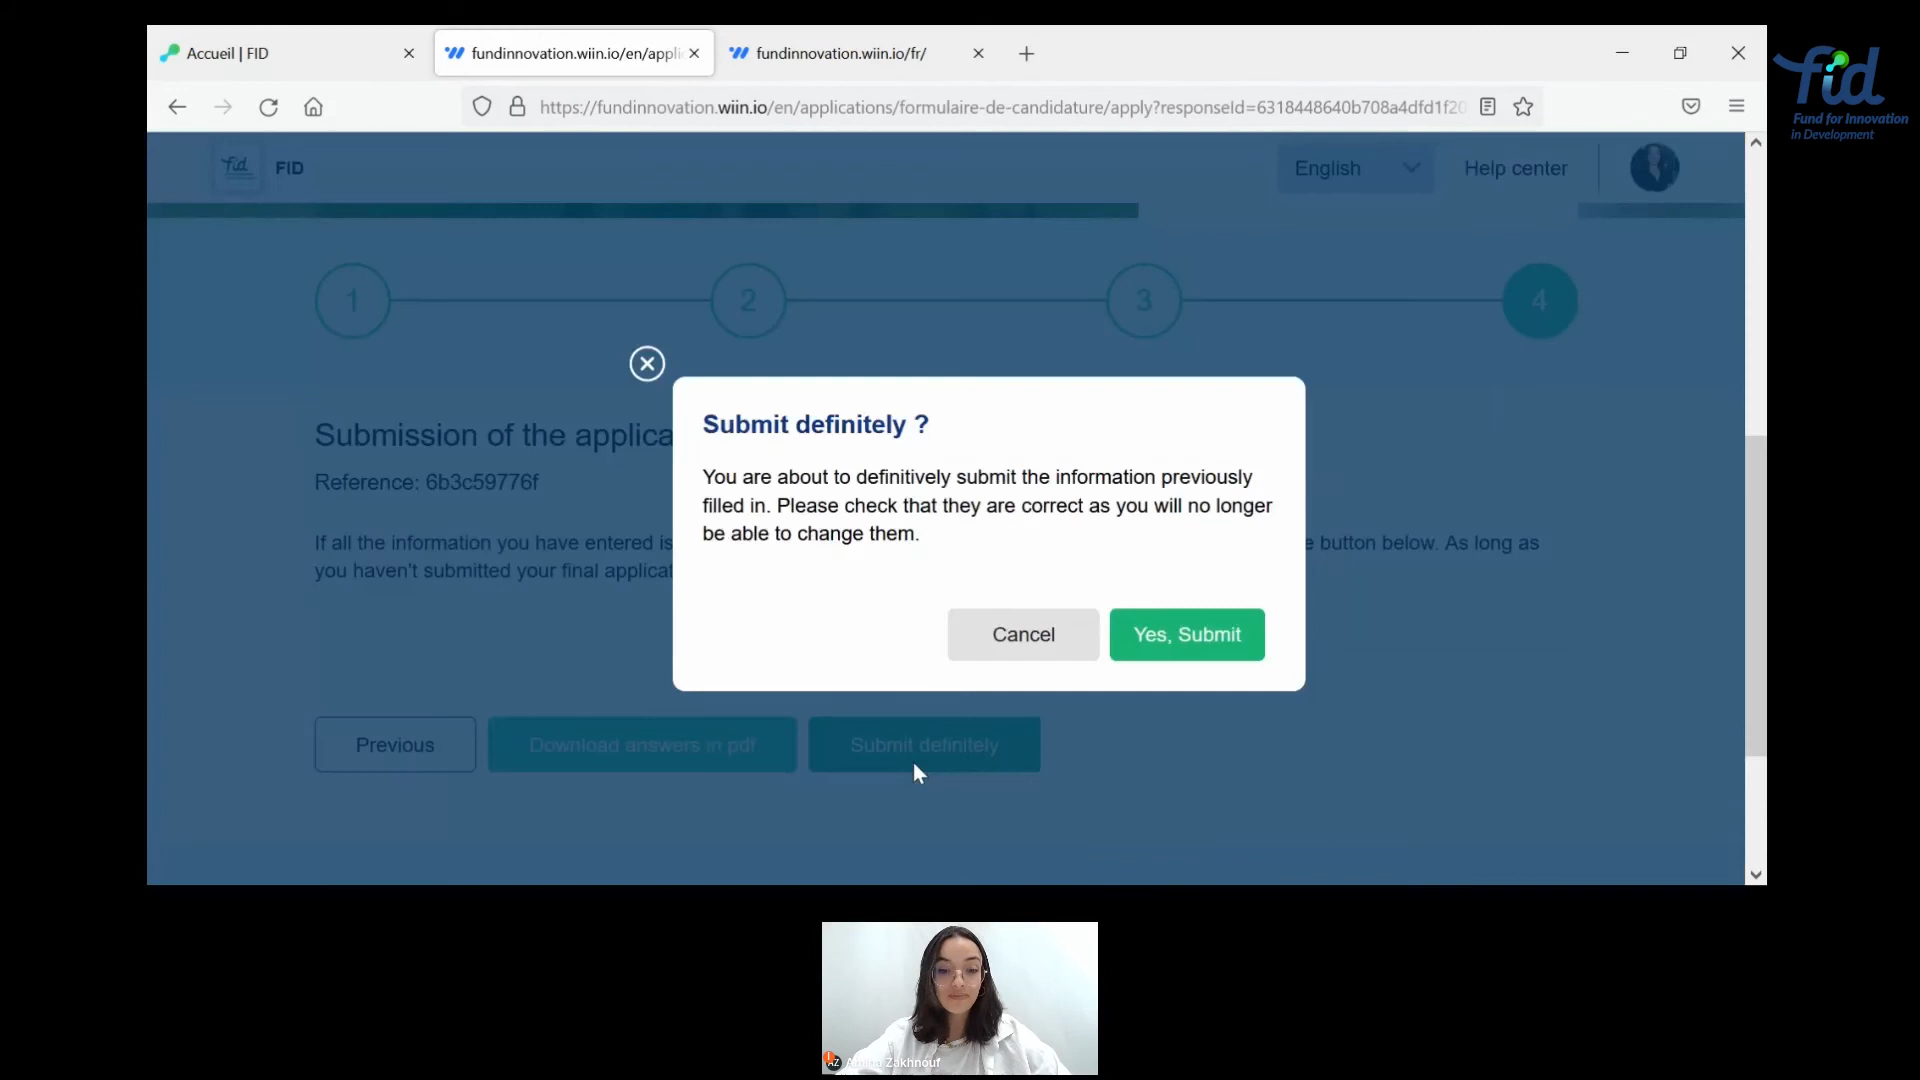 Accueil | FID
fundinnovation.wiin.io/en/appli
fundinnovation.wiin.io/fr/
https://fundinnovation.wiin.io/en/applications/formulaire-de-candidature/apply?responseId=6318448640b708a4dfd1f20
fid
Fund for Innovation
in Development
fid
FID
English
Help center
1
2
3
4
Submission of the applica
Reference: 6b3c59776f
If all the information you have entered is
e button below. As long as
you haven't submitted your final applicat
Submit definitely ?
You are about to definitively submit the information previously
filled in. Please check that they are correct as you will no longer
be able to change them.
Cancel
Yes, Submit
Previous
Download answers in pdf
Submit definitely
AZ
Zakhnouf